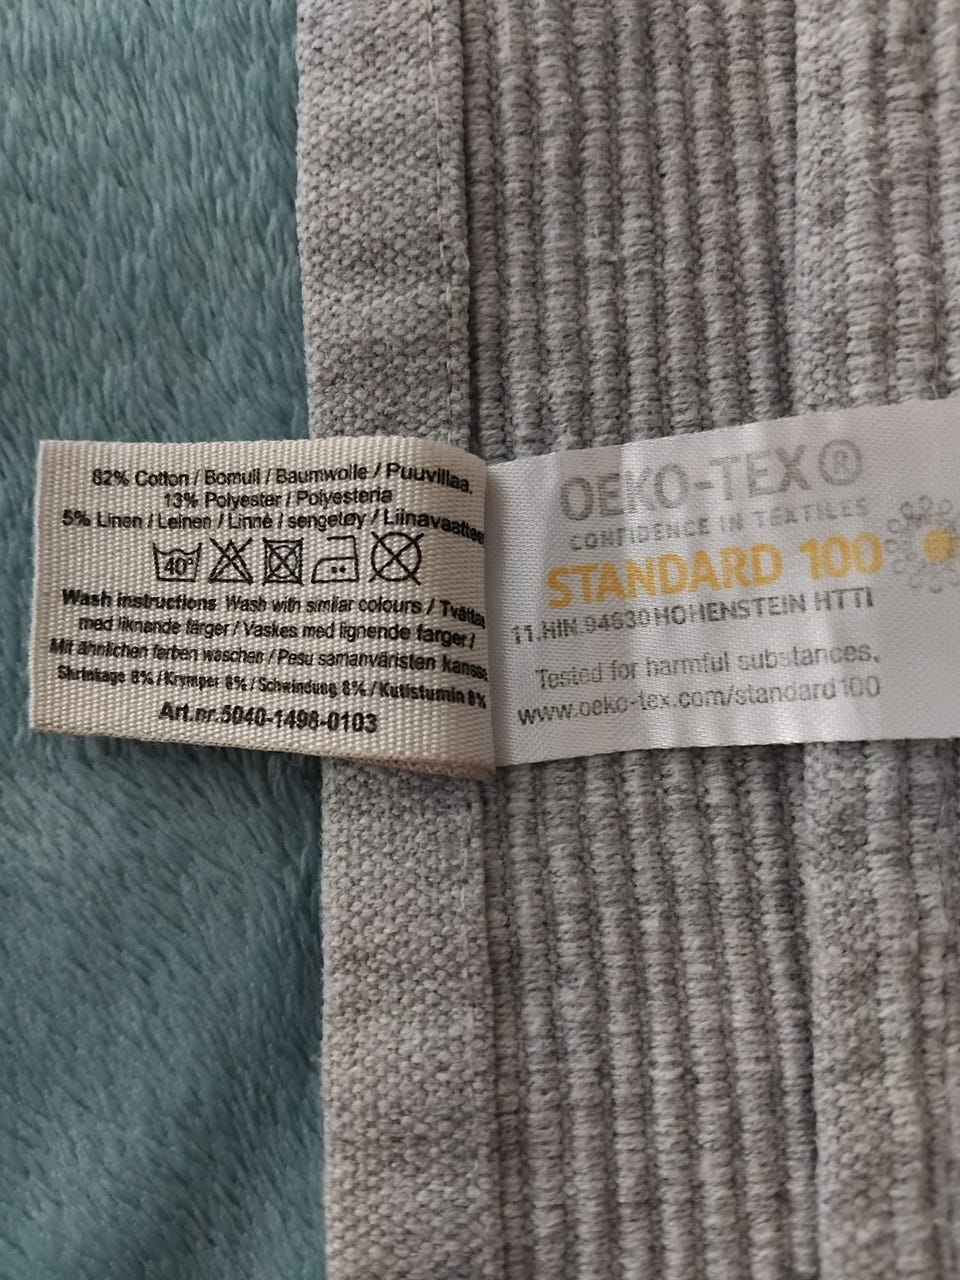 82% Cotton / Bomull / Baumwolle / Puuvillaa.
13% Polyester / Polyesteria
5% Linen / Leinen / Linne / sengetøy / Liinavaatteet
40°
Wash instructions Wash with similar colours / Tvättas
med liknande färger / Vaskes med lignende farger /
Mit ähnlichen farben waschen / Pesu samanväristen kanssa
Shrinkage 8% / Krymper 8% / Schwindung 8% / Kutistumin 8%
Art.nr.5040-1498-0103
OEKO-TEX®
CONFIDENCE IN TEXTILES
STANDARD 100
11.HIN.94630 HOHENSTEIN HTTI
Tested for harmful substances.
www.oeko-tex.com/standard100